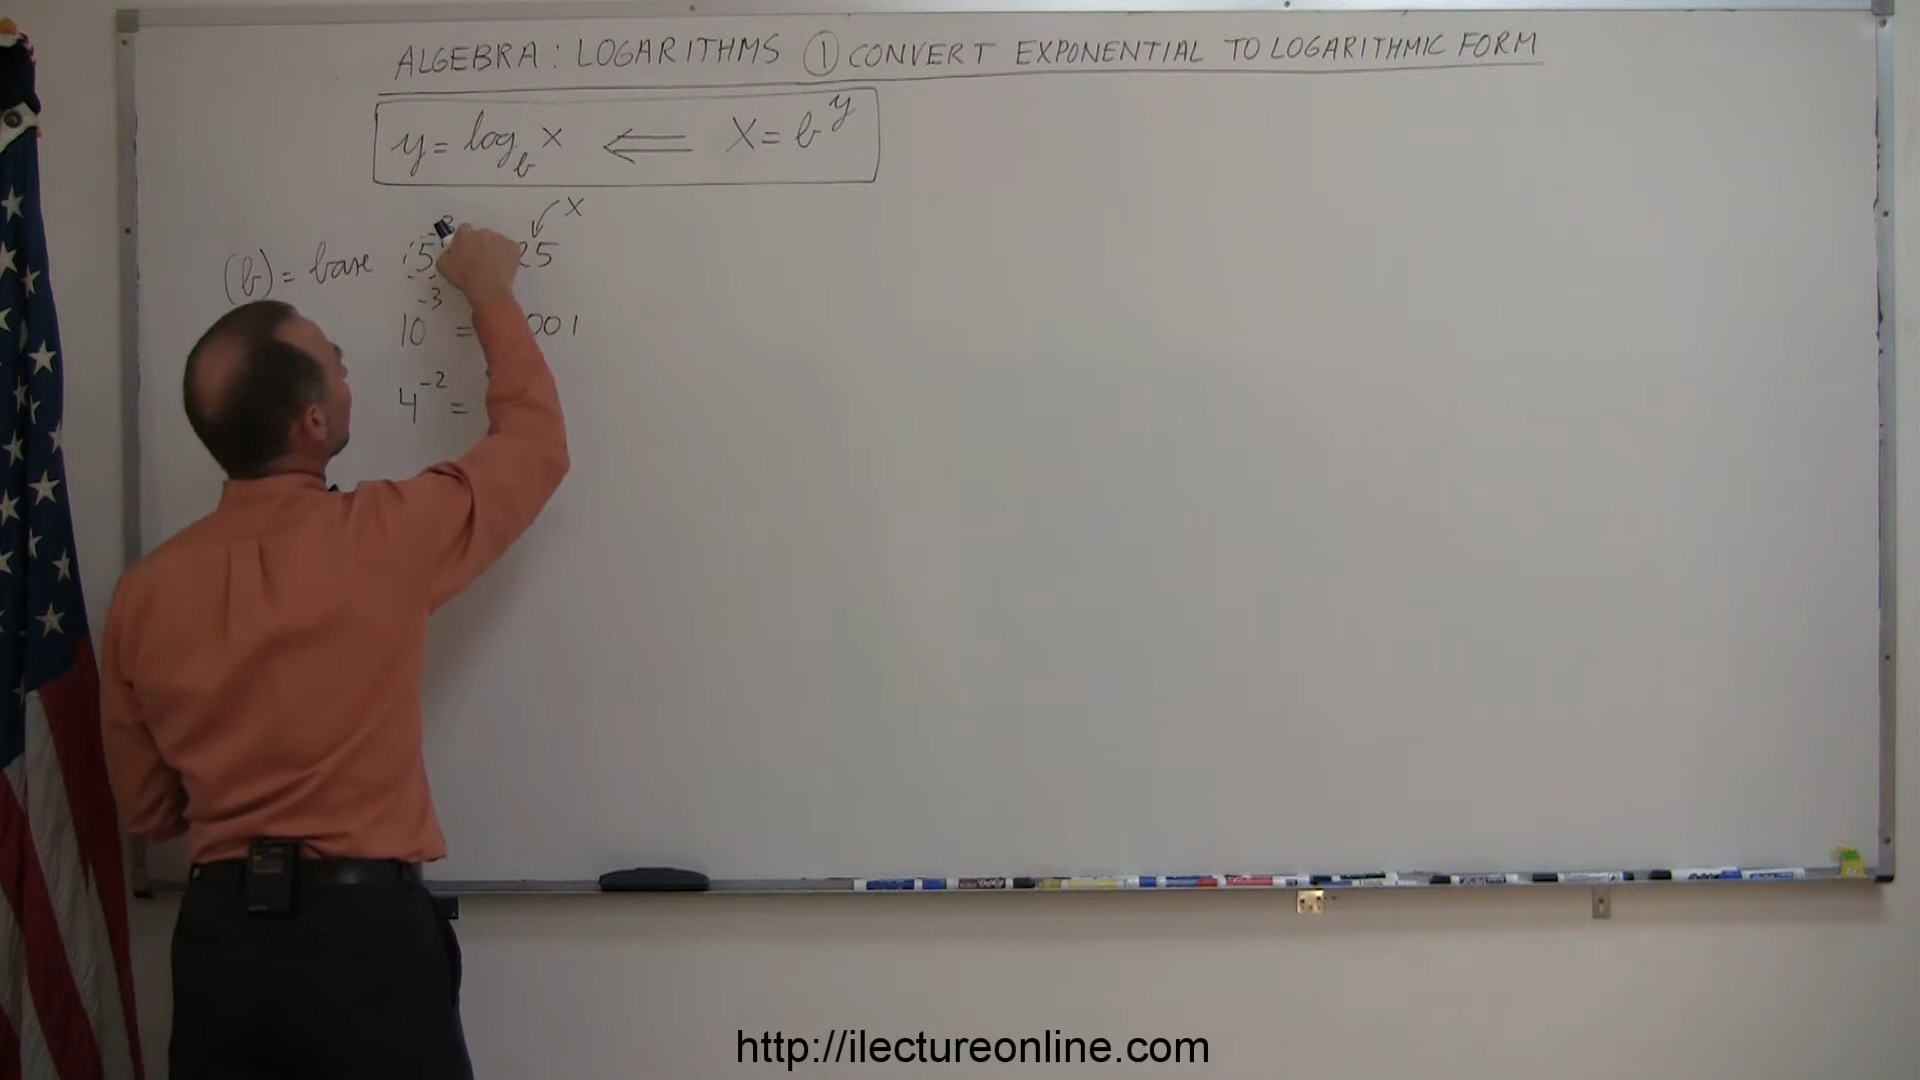 ALGEBRA: LOGARITHMS ① CONVERT EXPONENTIAL TO LOGARITHMIC FORM
y = log_b x ⟸ X = b^y
X
(b) = base 5 25
10^-3 = 001
4^-2 =
http://ilectureonline.com